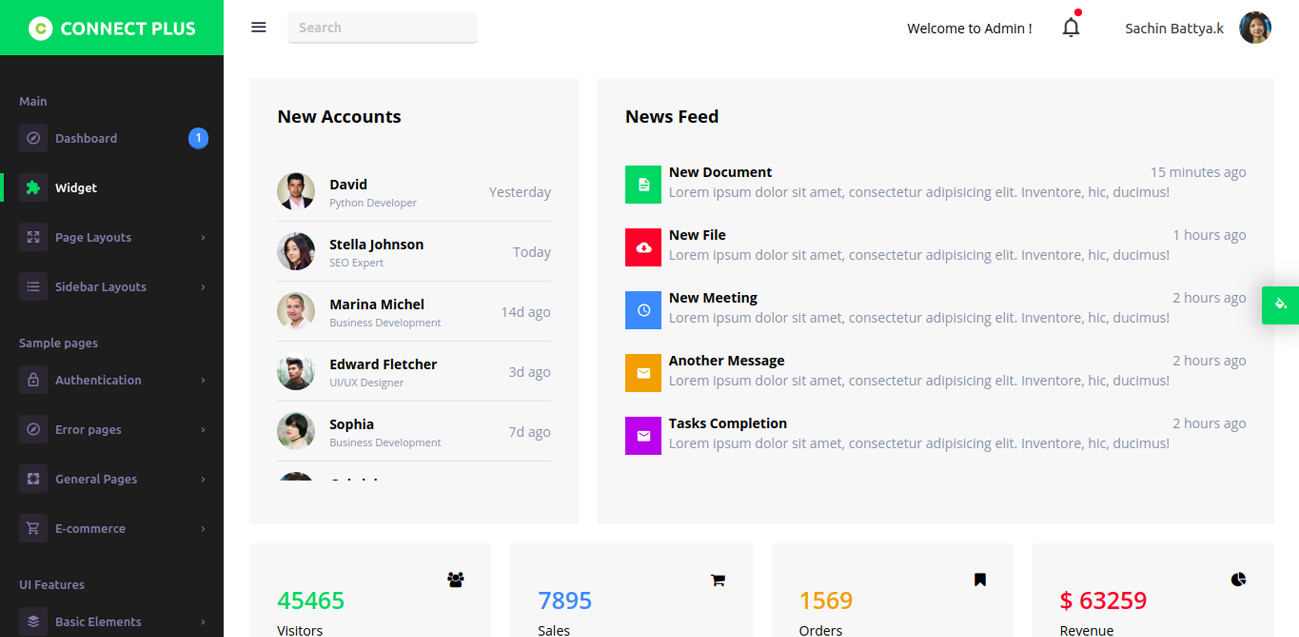 C CONNECT PLUS
Search
Welcome to Admin !
Sachin Battya.k
Main
Dashboard
1
Widget
Page Layouts
Sidebar Layouts
Sample pages
Authentication
Error pages
General Pages
E-commerce
UI Features
Basic Elements
New Accounts
David
Python Developer
Yesterday
Stella Johnson
SEO Expert
Today
Marina Michel
Business Development
14d ago
Edward Fletcher
UI/UX Designer
3d ago
Sophia
Business Development
7d ago
News Feed
New Document
15 minutes ago
Lorem ipsum dolor sit amet, consectetur adipisicing elit. Inventore, hic, ducimus!
New File
1 hours ago
Lorem ipsum dolor sit amet, consectetur adipisicing elit. Inventore, hic, ducimus!
New Meeting
2 hours ago
Lorem ipsum dolor sit amet, consectetur adipisicing elit. Inventore, hic, ducimus!
Another Message
2 hours ago
Lorem ipsum dolor sit amet, consectetur adipisicing elit. Inventore, hic, ducimus!
Tasks Completion
2 hours ago
Lorem ipsum dolor sit amet, consectetur adipisicing elit. Inventore, hic, ducimus!
45465
Visitors
7895
Sales
1569
Orders
$ 63259
Revenue